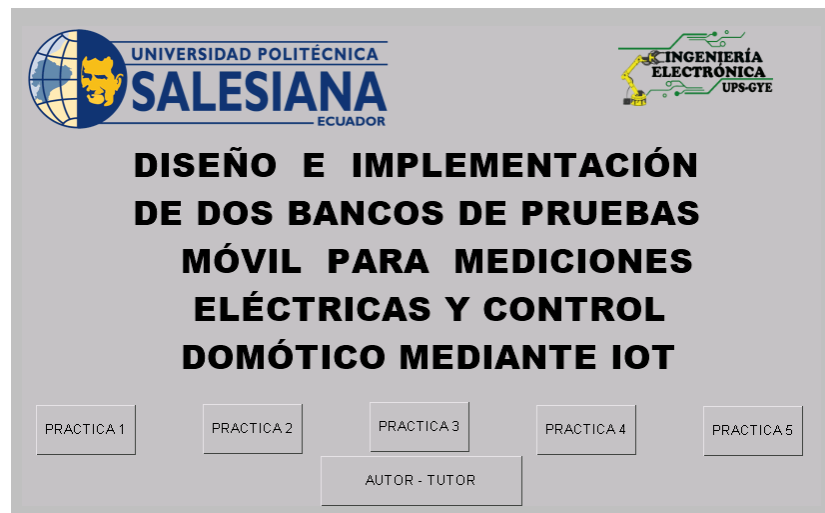 UNIVERSIDAD POLITÉCNICA
SALESIANA
ECUADOR
INGENIERÍA
ELECTRÓNICA
UPS-GYE
DISEÑO E IMPLEMENTACIÓN
DE DOS BANCOS DE PRUEBAS
MÓVIL PARA MEDICIONES
ELÉCTRICAS Y CONTROL
DOMÓTICO MEDIANTE IOT
PRACTICA 1
PRACTICA 2
PRACTICA 3
PRACTICA 4
PRACTICA 5
AUTOR - TUTOR